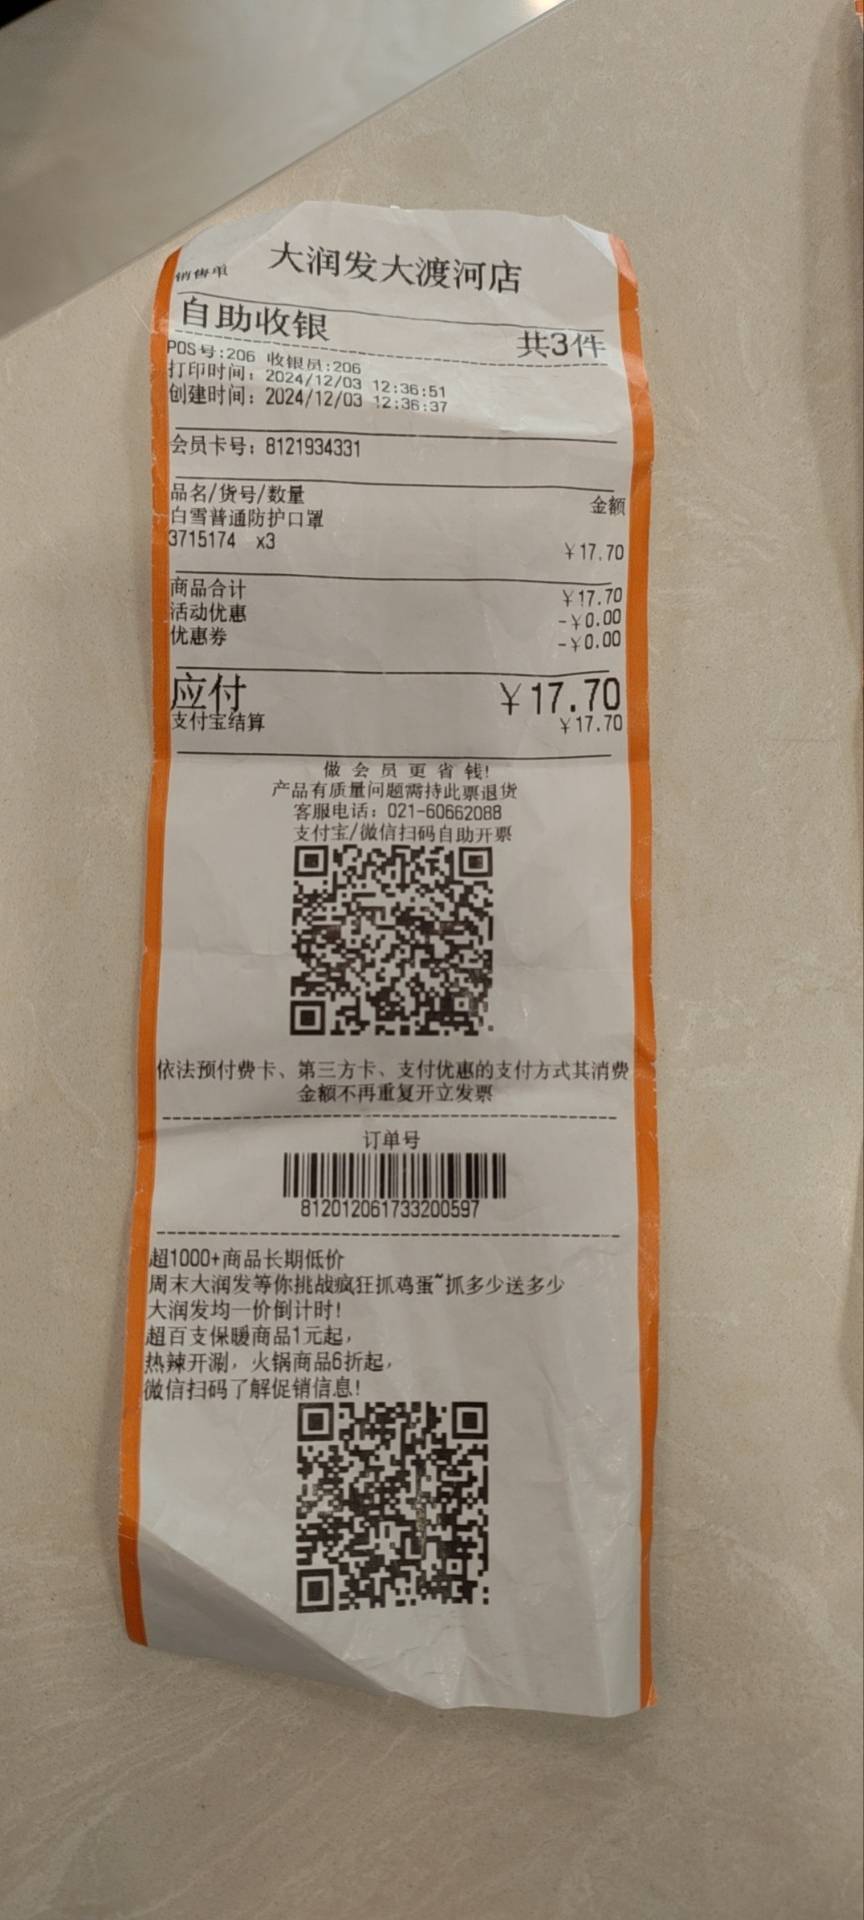 销售单 大润发大渡河店
自助收银 共3件
POS号:206 收银员:206
打印时间：2024/12/03 12:36:51
创建时间：2024/12/03 12:36:37
会员卡号：8121934331
品名/货号/数量 金额
白雪普通防护口罩
3715174 x3 ￥17.70
商品合计 ￥17.70
活动优惠 -￥0.00
优惠券 -￥0.00
应付 ￥17.70
支付宝结算 ￥17.70
做会员更省钱!
产品有质量问题需持此票退货
客服电话：021-60662088
支付宝/微信扫码自助开票
依法预付费卡、第三方卡、支付优惠的支付方式其消费
金额不再重复开立发票
订单号
812012061733200597
超1000+商品长期低价
周末大润发等你挑战疯狂抓鸡蛋~抓多少送多少
大润发均一价倒计时!
超百支保暖商品1元起，
热辣开涮，火锅商品6折起，
微信扫码了解促销信息!